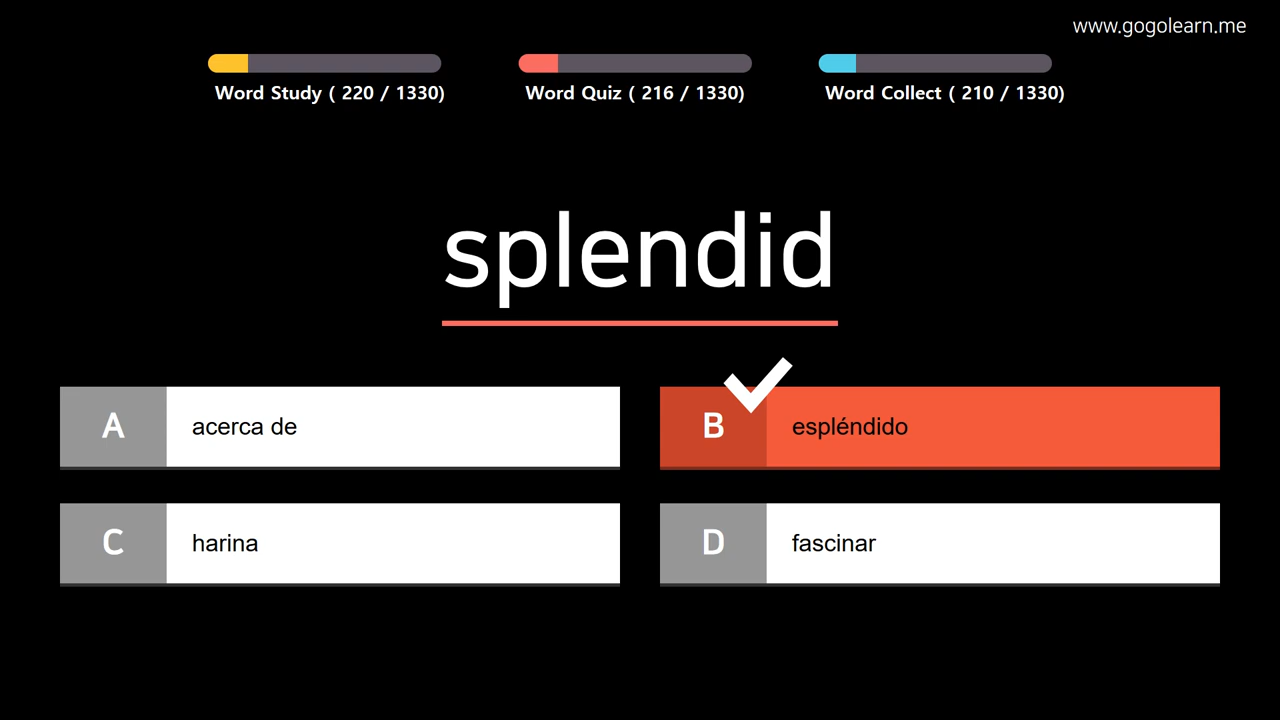 www.gogolearn.me
Word Study ( 220 / 1330)
Word Quiz ( 216 / 1330)
Word Collect ( 210 / 1330)
splendid
A
acerca de
B
espléndido
C
harina
D
fascinar